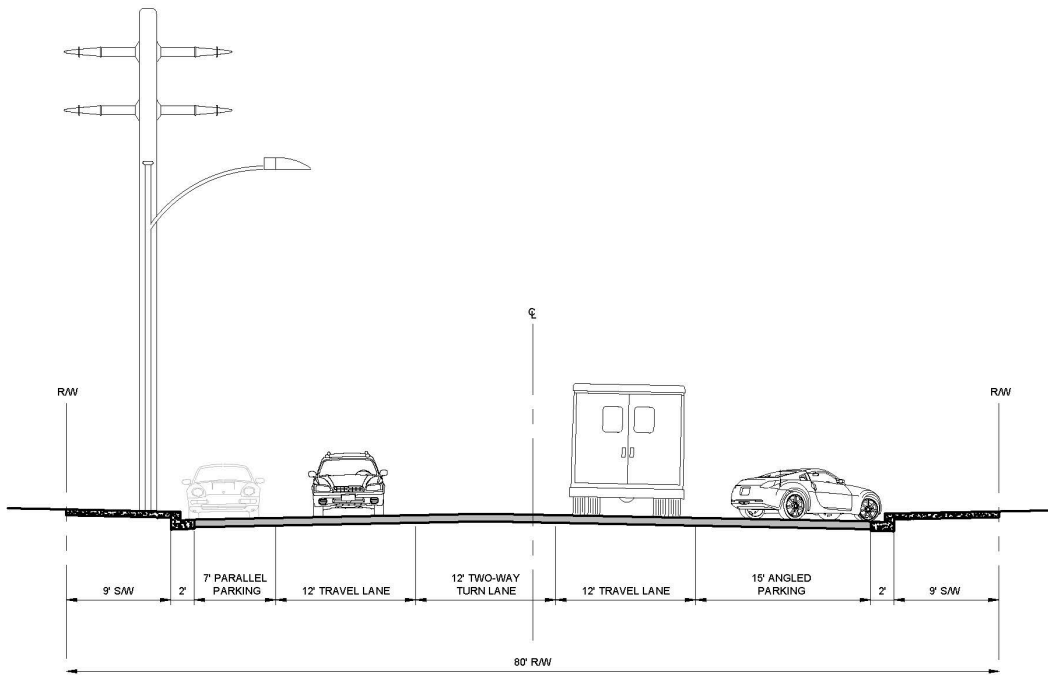 ℄
R/W
R/W
7' PARALLEL
PARKING
12' TWO-WAY
TURN LANE
15' ANGLED
PARKING
9' S/W
2'
12' TRAVEL LANE
12' TRAVEL LANE
2'
9' S/W
80' R/W